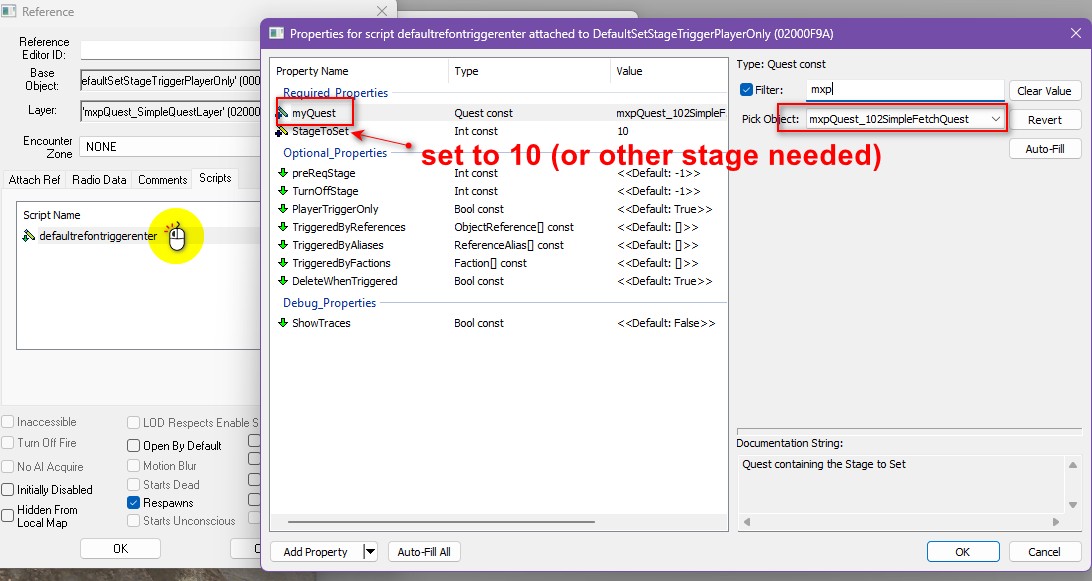 Reference
Reference
Editor ID:
Base
Object:
efaultSetStageTriggerPlayerOnly' (000
Layer:
'mxpQuest_SimpleQuestLayer' (02000
Encounter
Zone
NONE
Attach Ref
Radio Data
Comments
Scripts
Script Name
defaultrefontriggerenter
Inaccessible
Turn Off Fire
No AI Acquire
Initially Disabled
Hidden From
Local Map
LOD Respects Enable S
Open By Default
Motion Blur
Starts Dead
Respawns
Starts Unconscious
OK
Properties for script defaultrefontriggerenter attached to DefaultSetStageTriggerPlayerOnly (02000F9A)
Property Name Type Value
Required_Properties
myQuest Quest const mxpQuest_102SimpleF
StageToSet Int const 10
Optional_Properties
preReqStage Int const <<Default: -1>>
TurnOffStage Int const <<Default: -1>>
PlayerTriggerOnly Bool const <<Default: True>>
TriggeredByReferences ObjectReference[] const <<Default: []>>
TriggeredByAliases ReferenceAlias[] const <<Default: []>>
TriggeredByFactions Faction[] const <<Default: []>>
DeleteWhenTriggered Bool const <<Default: True>>
Debug_Properties
ShowTraces Bool const <<Default: False>>
set to 10 (or other stage needed)
Add Property
Auto-Fill All
Type: Quest const
Filter: mxp
Clear Value
Pick Object: mxpQuest_102SimpleFetchQuest
Revert
Auto-Fill
Documentation String:
Quest containing the Stage to Set
OK
Cancel